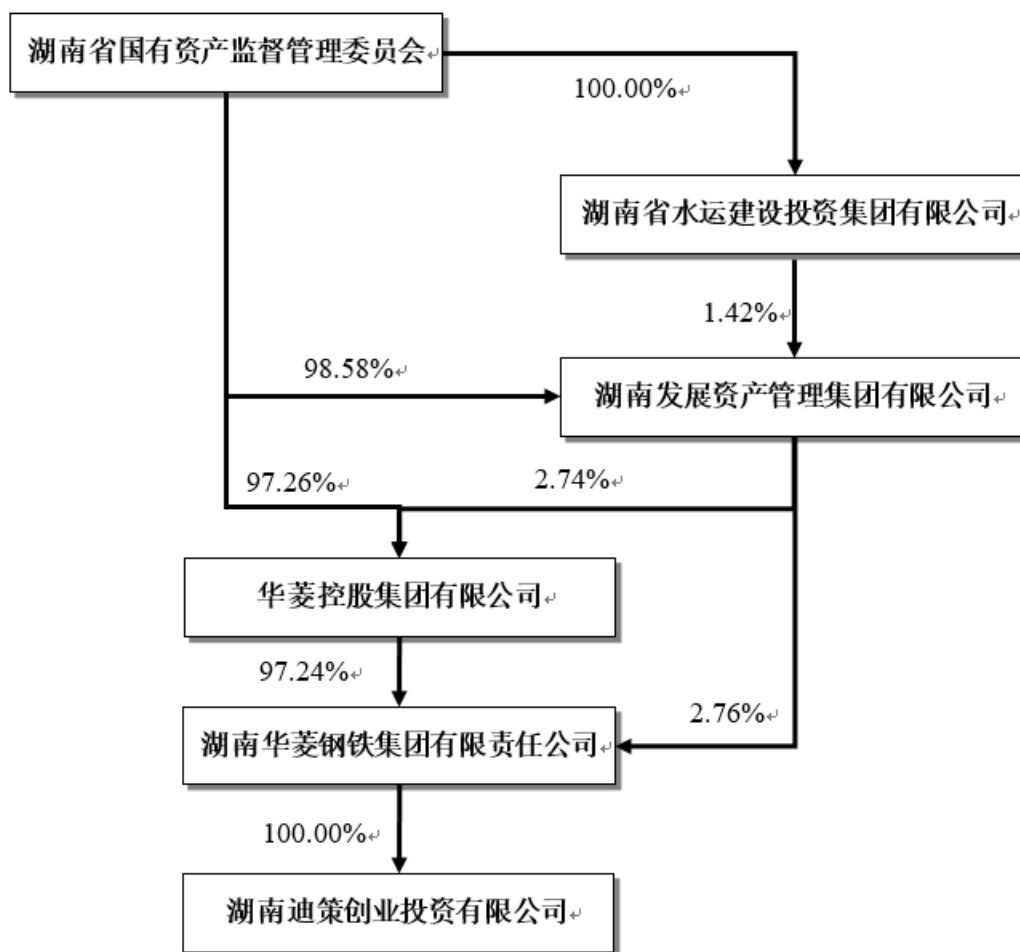 湖南省国有资产监督管理委员会
100.00%
湖南省水运建设投资集团有限公司
1.42%
98.58%
湖南发展资产管理集团有限公司
97.26%
2.74%
华菱控股集团有限公司
97.24%
2.76%
湖南华菱钢铁集团有限责任公司
100.00%
湖南迪策创业投资有限公司